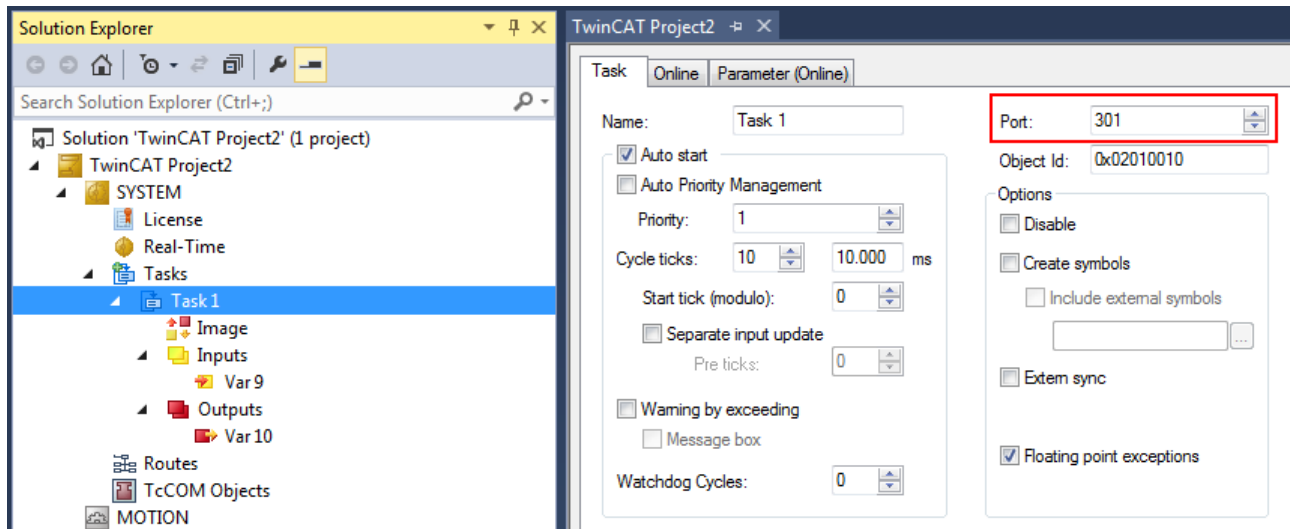 Solution Explorer
Search Solution Explorer (Ctrl+;)
Solution 'TwinCAT Project2' (1 project)
TwinCAT Project2
SYSTEM
License
Real-Time
Tasks
Task 1
Image
Inputs
Var 9
Outputs
Var 10
Routes
TcCOM Objects
MOTION
TwinCAT Project2
Task Online Parameter (Online)
Name: Task 1
Auto start
Auto Priority Management
Priority: 1
Cycle ticks: 10 10.000 ms
Start tick (modulo): 0
Separate input update
Pre ticks: 0
Warning by exceeding
Message box
Watchdog Cycles: 0
Port: 301
Object Id: 0x02010010
Options
Disable
Create symbols
Include external symbols
...
Extern sync
Floating point exceptions